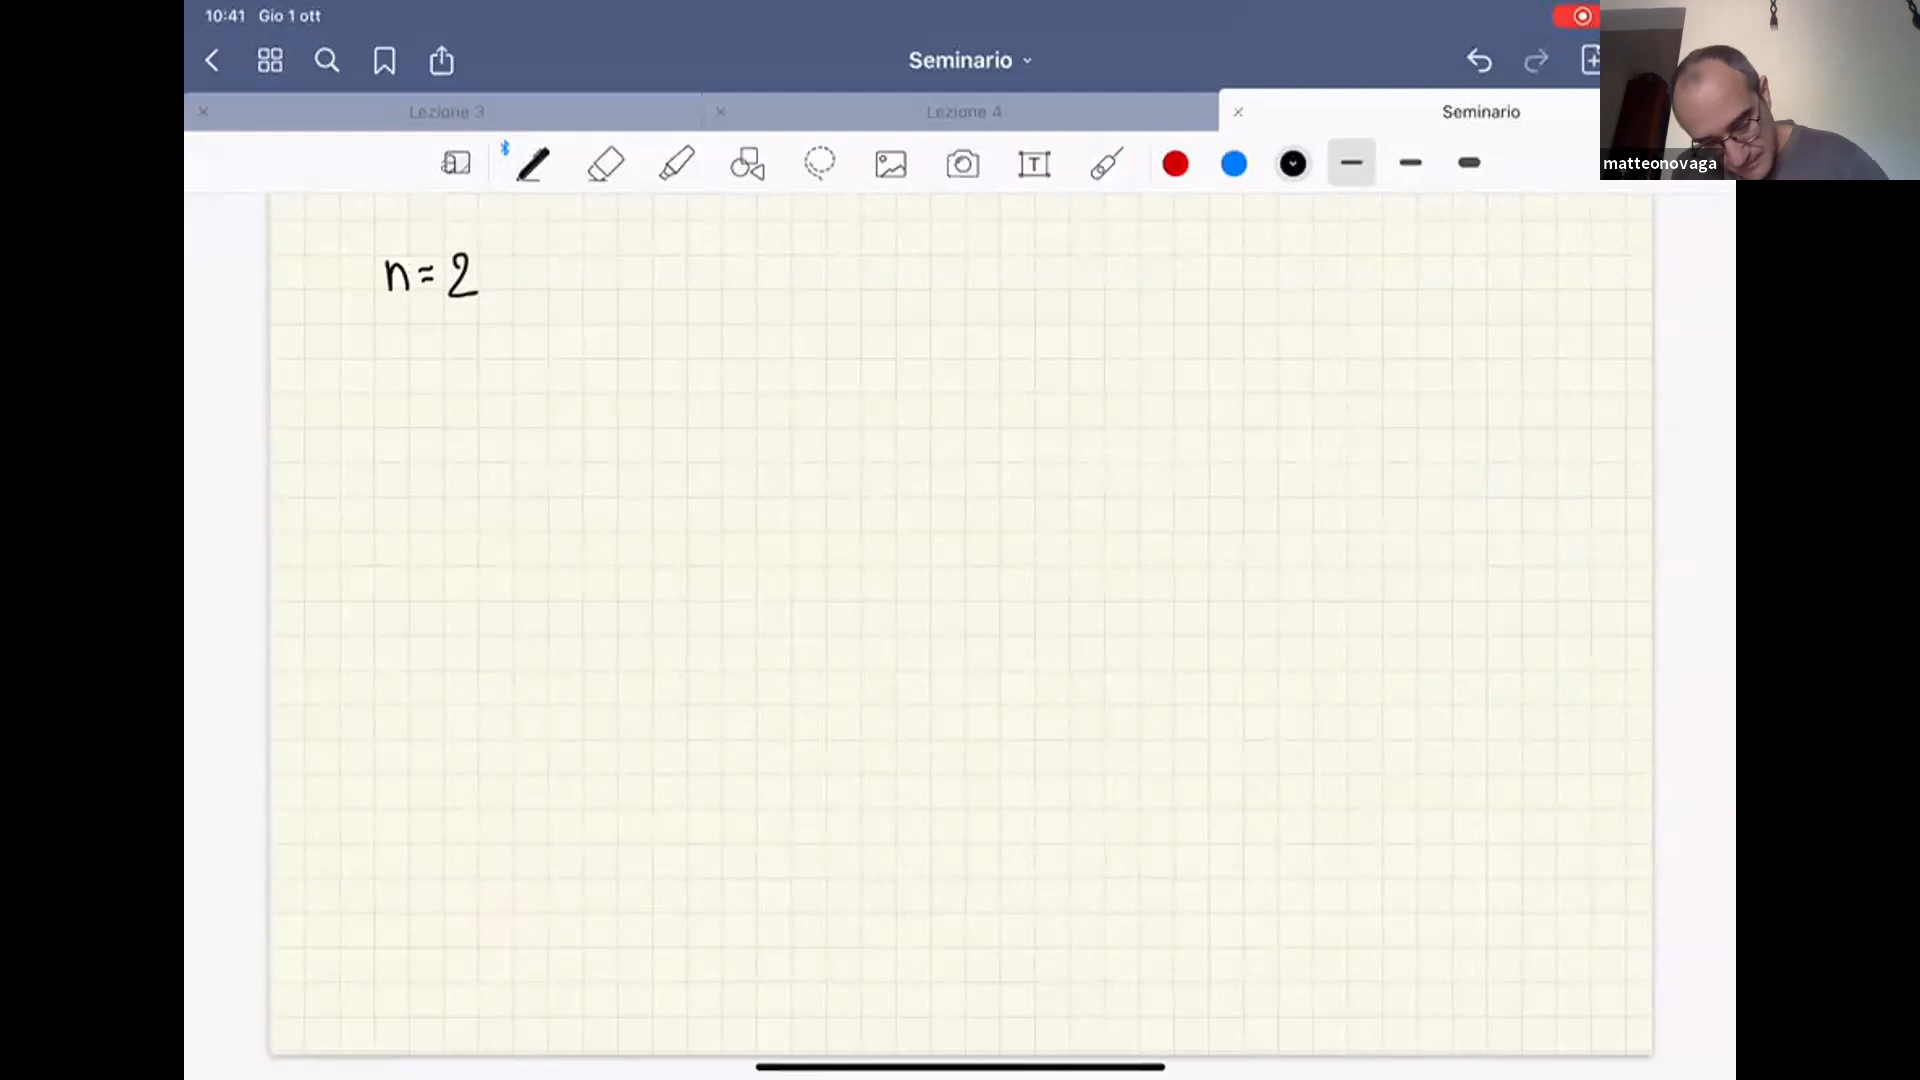 10:41 Gio 1 ott
Seminario
Lezione 3
Lezione 4
Seminario
T
matteonovaga
n = 2